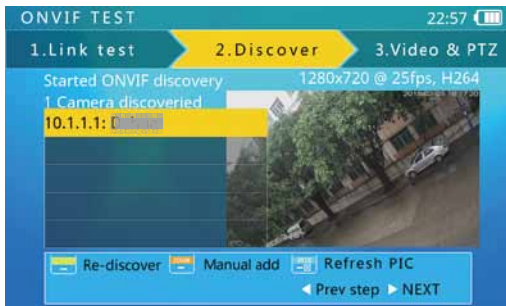 ONVIF TEST 22:57
1.Link test 2.Discover 3.Video & PTZ
Started ONVIF discovery 1280x720 @ 25fps, H264
1 Camera discoveried
10.1.1.1:
Re-discover Manual add Refresh PIC
Prev step NEXT